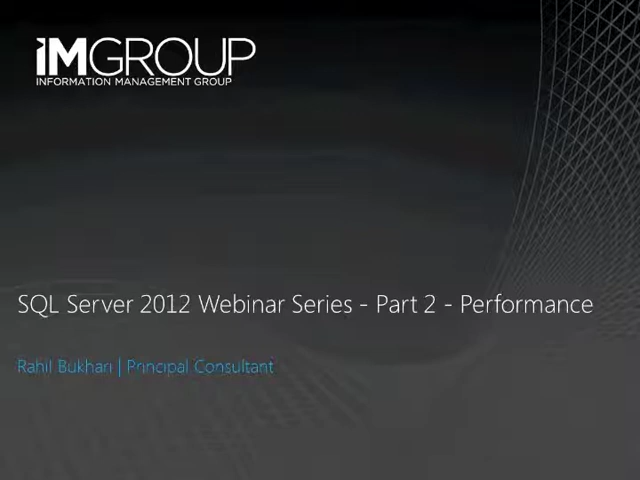 iMGROUP
INFORMATION MANAGEMENT GROUP
SQL Server 2012 Webinar Series - Part 2 - Performance
Rahil Bukhari | Principal Consultant